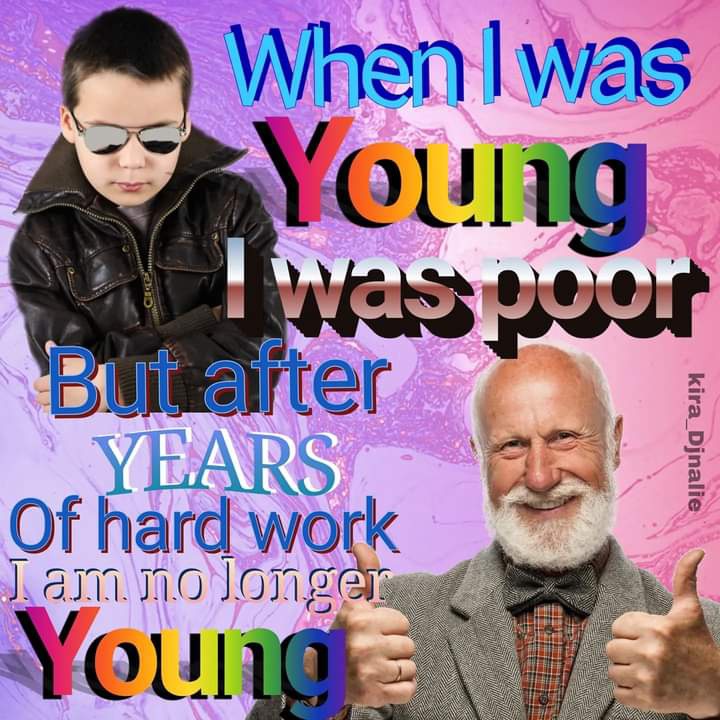 When I was
Young
I was poor
But after
YEARS
Of hard work
I am no longer
Young
kira_Djnalie